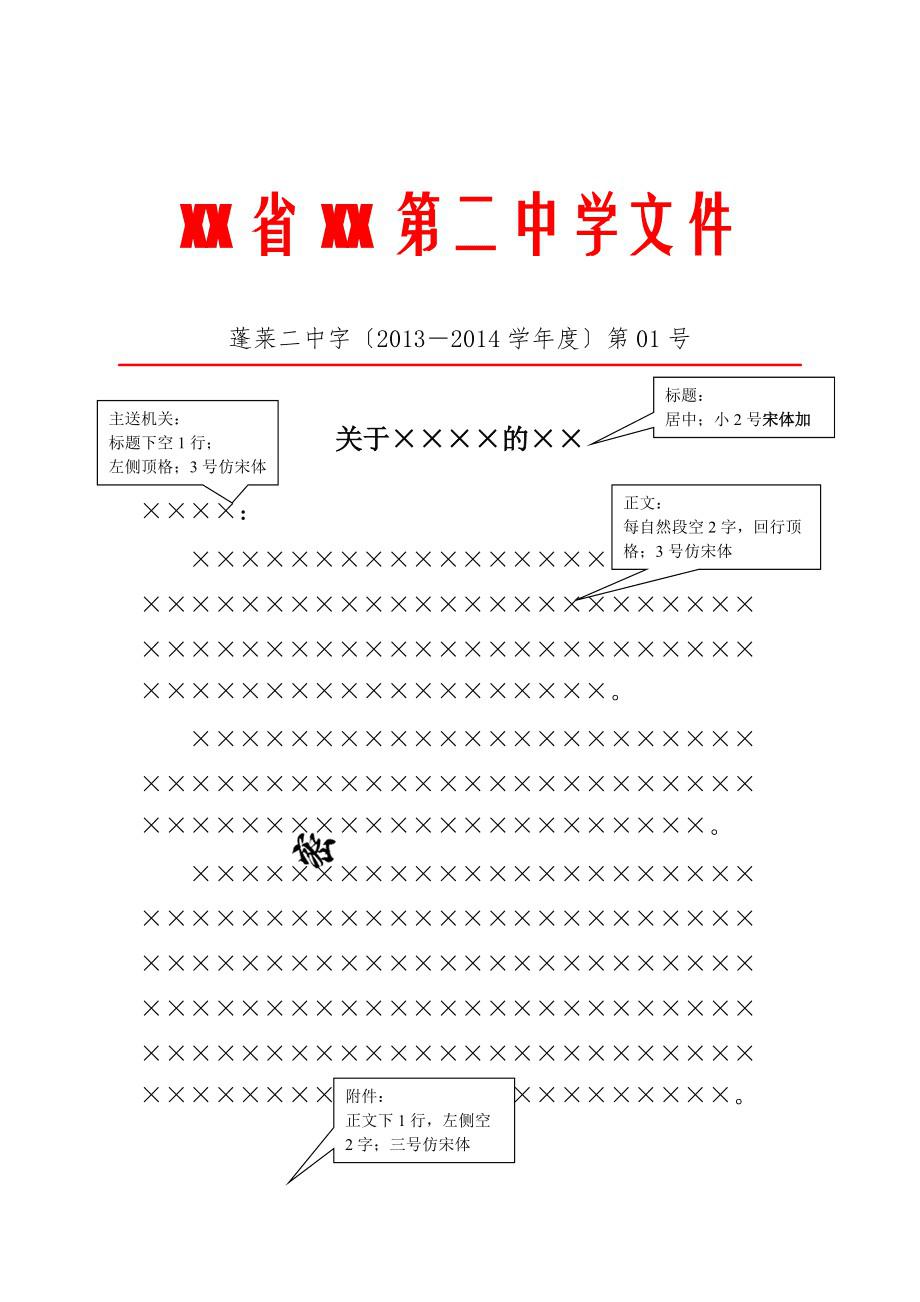 XX省XX第二中学文件
蓬莱二中字〔2013－2014学年度〕第01号
标题：
居中；小2号宋体加
主送机关：
标题下空1行；
左侧顶格；3号仿宋体
关于××××的××
××××：
正文：
每自然段空2字，回行顶
格；3号仿宋体
×××××××××××××××××
×××××××××××××××××××××××××
×××××××××××××××××××××××××
×××××××××××××××××××。
×××××××××××××××××××××××
×××××××××××××××××××××××××
×××××××××××××××××××××××。
×××××××××××××××××××××××
×××××××××××××××××××××××××
×××××××××××××××××××××××××
×××××××××××××××××××××××××
×××××××××××××××××××××××××
×××××××× ×××××××××。
附件：
正文下1行，左侧空
2字；三号仿宋体